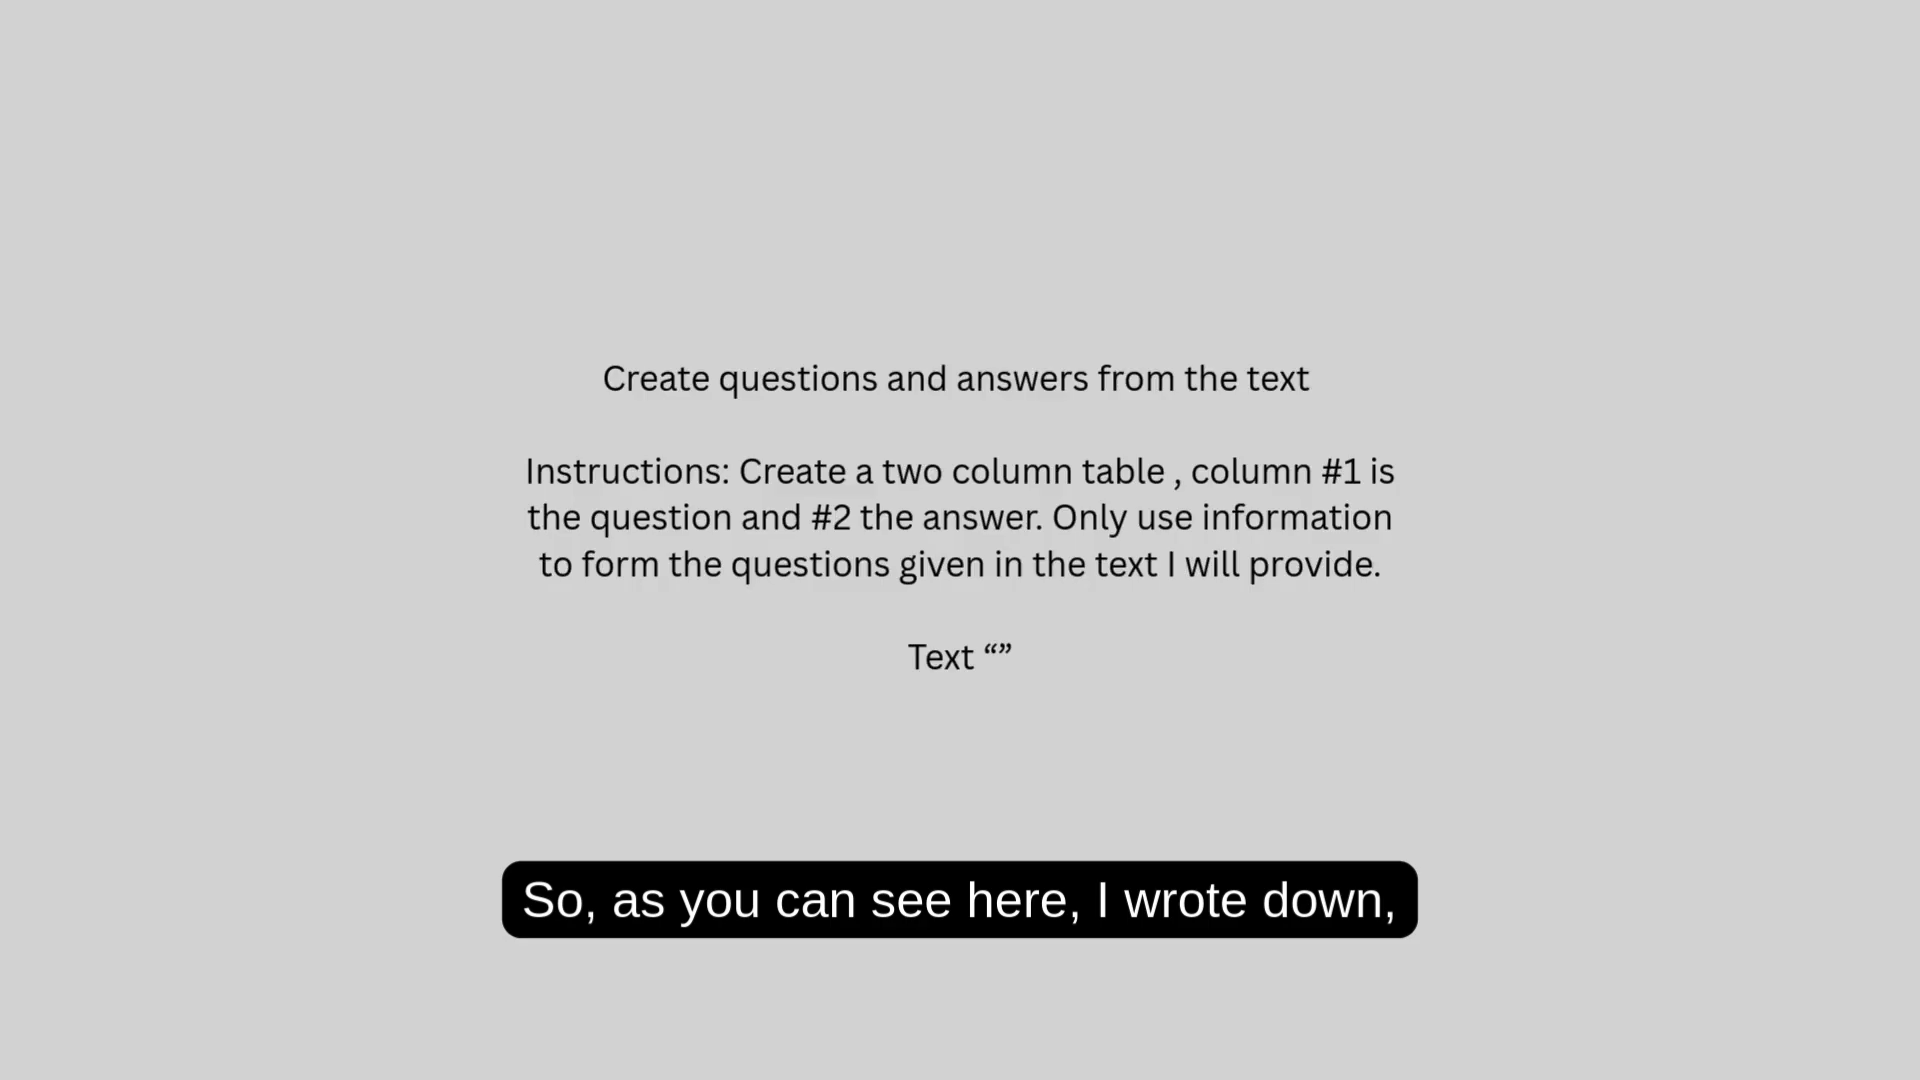 Create questions and answers from the text
Instructions: Create a two column table , column #1 is
the question and #2 the answer. Only use information
to form the questions given in the text I will provide.
Text “”
So, as you can see here, I wrote down,